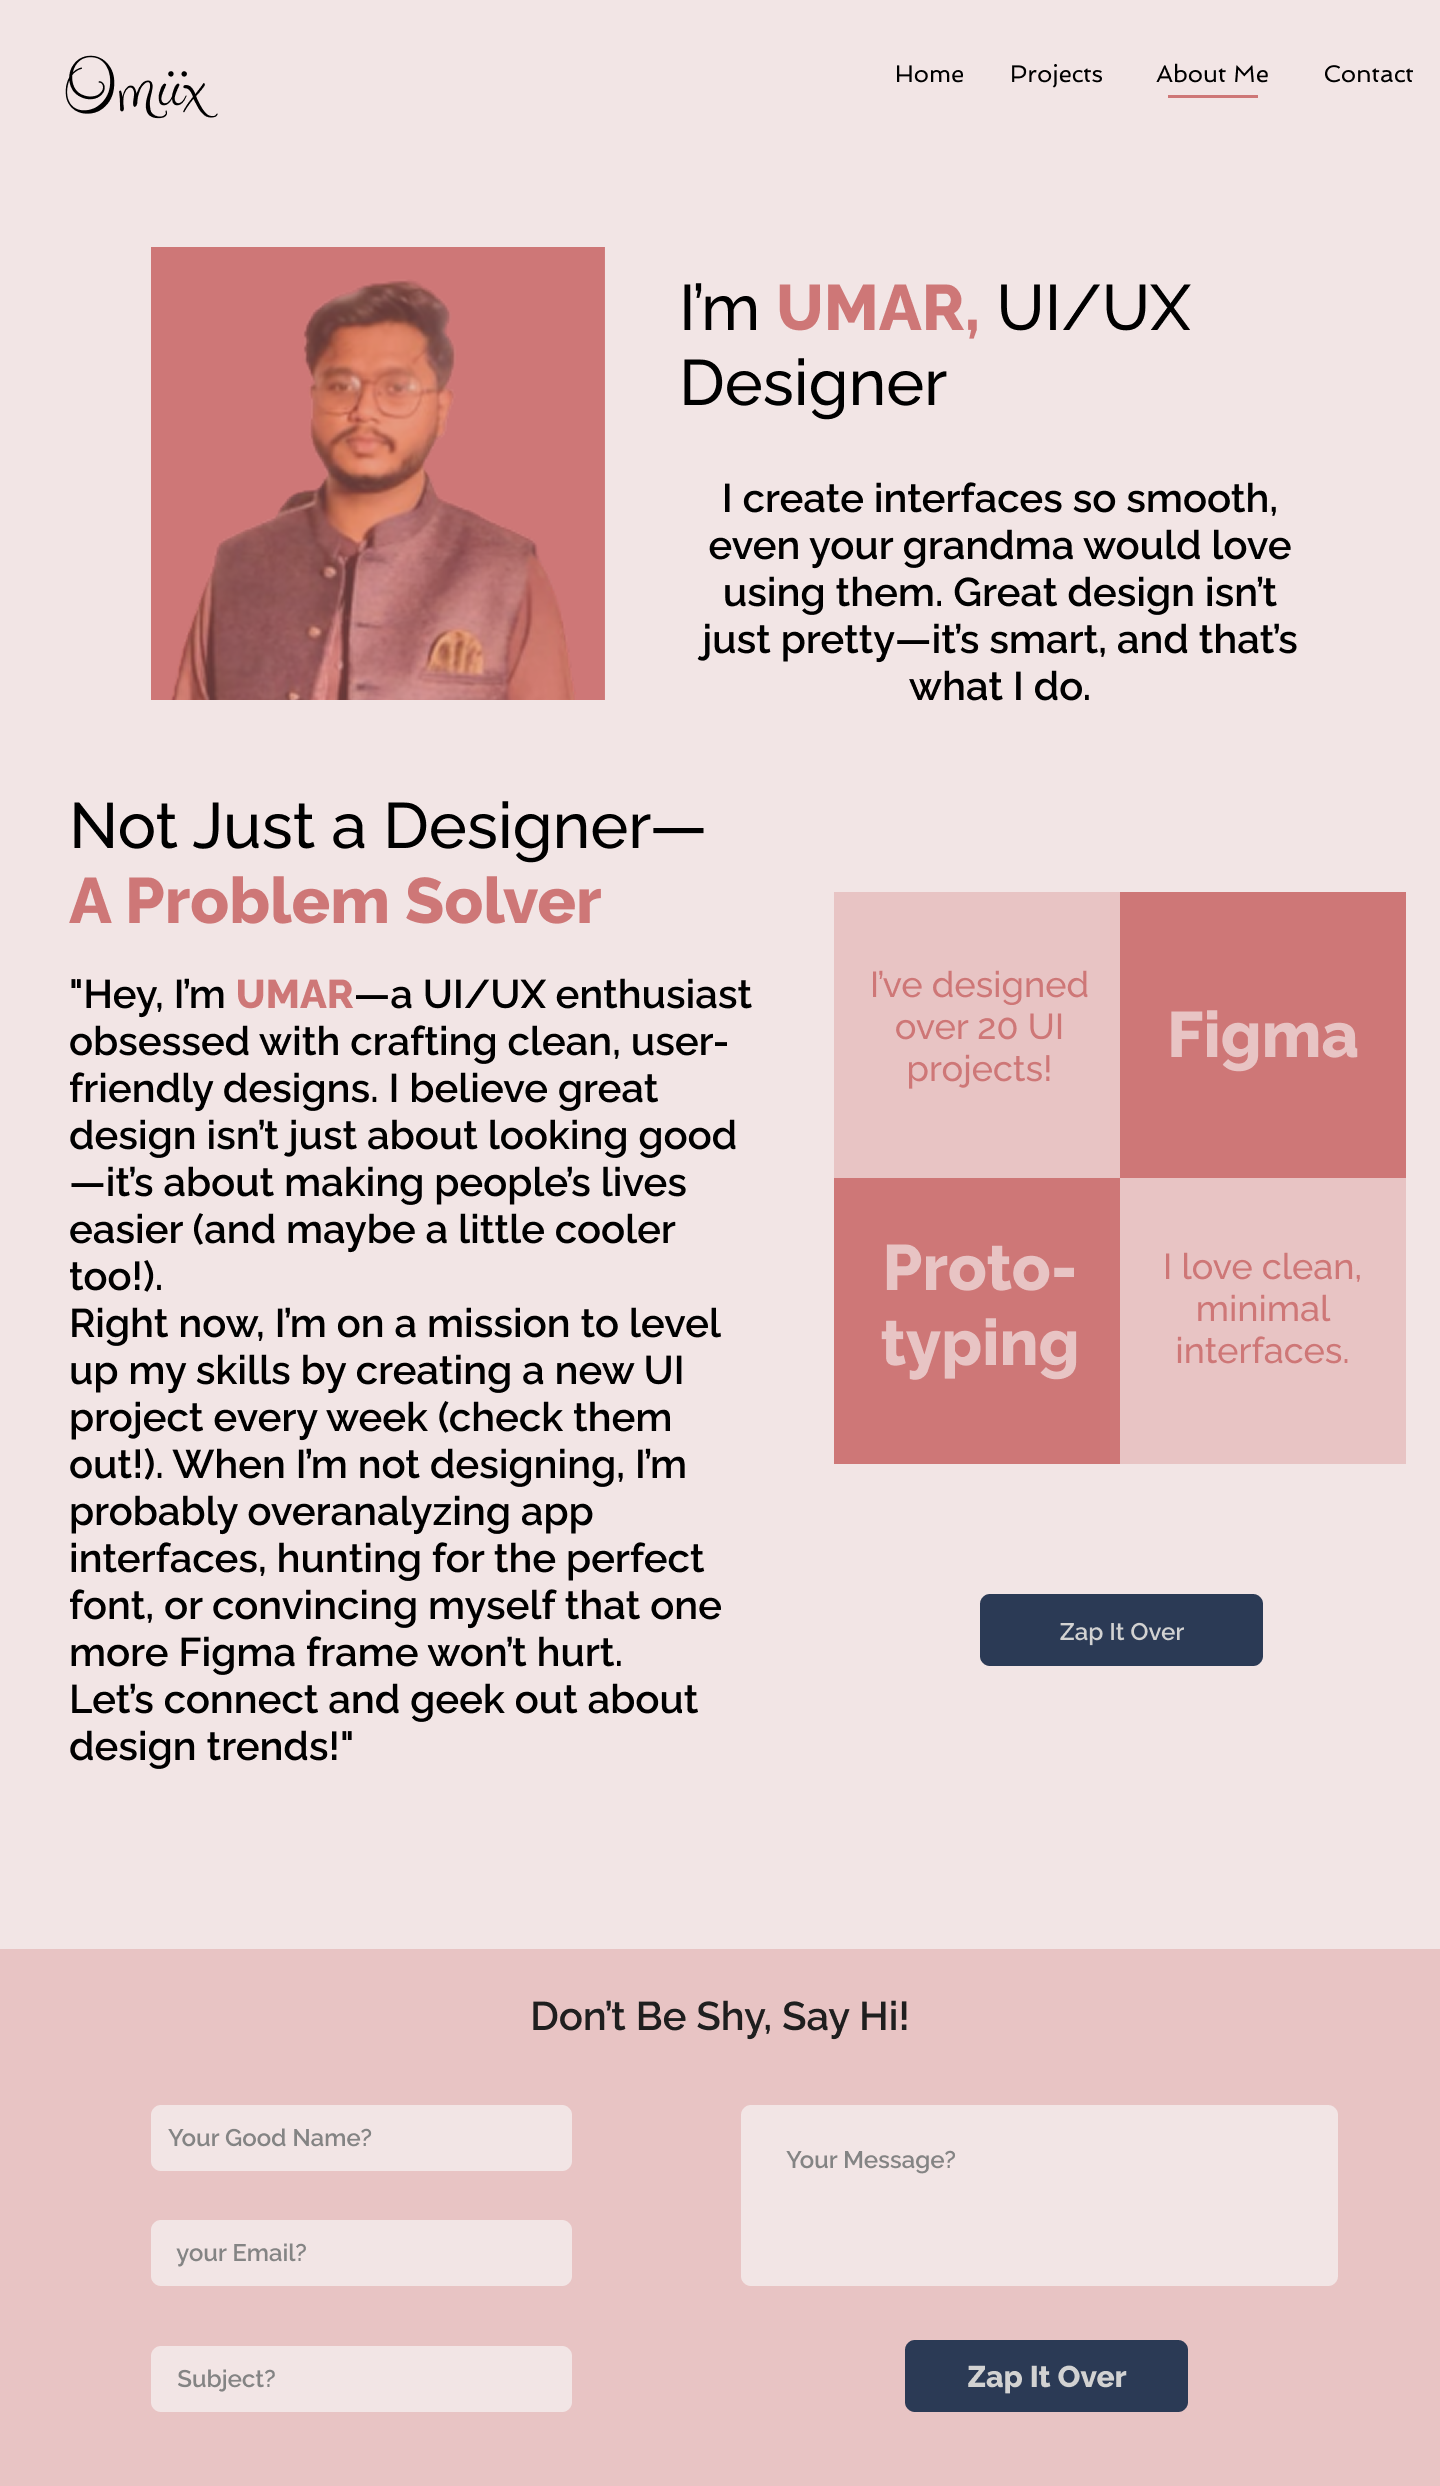 Omüx
Home Projects About Me Contact
I’m UMAR, UI/UX
Designer
I create interfaces so smooth,
even your grandma would love
using them. Great design isn’t
just pretty—it’s smart, and that’s
what I do.
Not Just a Designer—
A Problem Solver
"Hey, I’m UMAR—a UI/UX enthusiast
obsessed with crafting clean, user-
friendly designs. I believe great
design isn’t just about looking good
—it’s about making people’s lives
easier (and maybe a little cooler
too!).
Right now, I’m on a mission to level
up my skills by creating a new UI
project every week (check them
out!). When I’m not designing, I’m
probably overanalyzing app
interfaces, hunting for the perfect
font, or convincing myself that one
more Figma frame won’t hurt.
Let’s connect and geek out about
design trends!"
I’ve designed
over 20 UI
projects!
Figma
Proto-
typing
I love clean,
minimal
interfaces.
Zap It Over
Don’t Be Shy, Say Hi!
Your Good Name?
your Email?
Subject?
Your Message?
Zap It Over